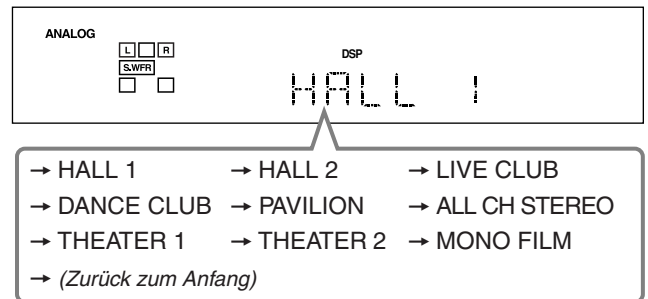 ANALOG
L R
DSP
S.WFR
HALL 1
→ HALL 1 → HALL 2 → LIVE CLUB
→ DANCE CLUB → PAVILION → ALL CH STEREO
→ THEATER 1 → THEATER 2 → MONO FILM
→ (Zurück zum Anfang)